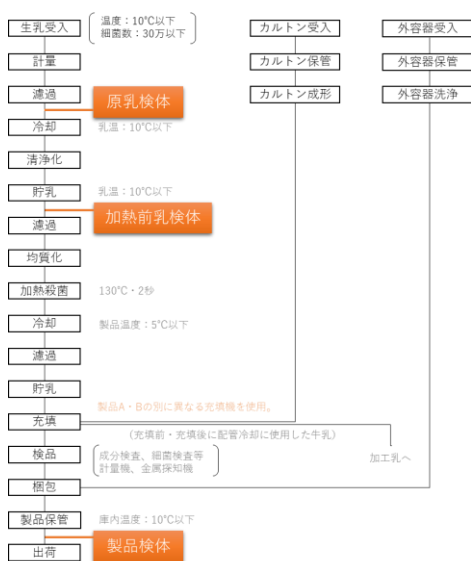 生乳受入
温度：10℃以下
細菌数：30万以下
カルトン受入
外容器受入
計量
カルトン保管
外容器保管
濾過
原乳検体
カルトン成形
外容器洗浄
冷却
乳温：10℃以下
清浄化
貯乳
乳温：10℃以下
加熱前乳検体
濾過
均質化
加熱殺菌
130℃・2秒
冷却
製品温度：5℃以下
濾過
貯乳
製品A・Bの別に異なる充填機を使用。
充填
（充填前・充填後に配管冷却に使用した牛乳）
検品
成分検査、細菌検査等
計量機、金属探知機
加工乳へ
梱包
製品保管
庫内温度：10℃以下
製品検体
出荷